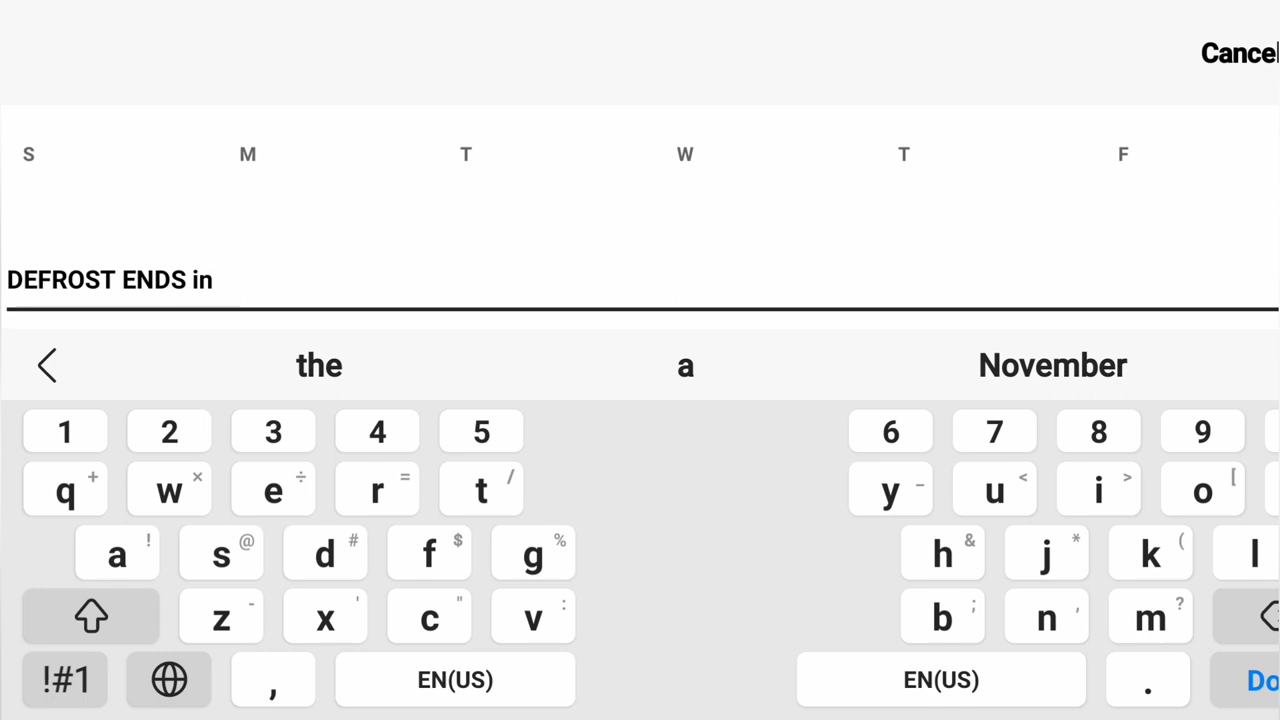 Cancel
S M T W T F
DEFROST ENDS in
the a November
1 2 3 4 5 6 7 8 9
q + w × e ÷ r = t / y - u < i > o [
a ! s @ d # f $ g % h & j * k ( l
z - x ' c " v : b ; n , m ?
!#1 , EN(US) EN(US) . Do